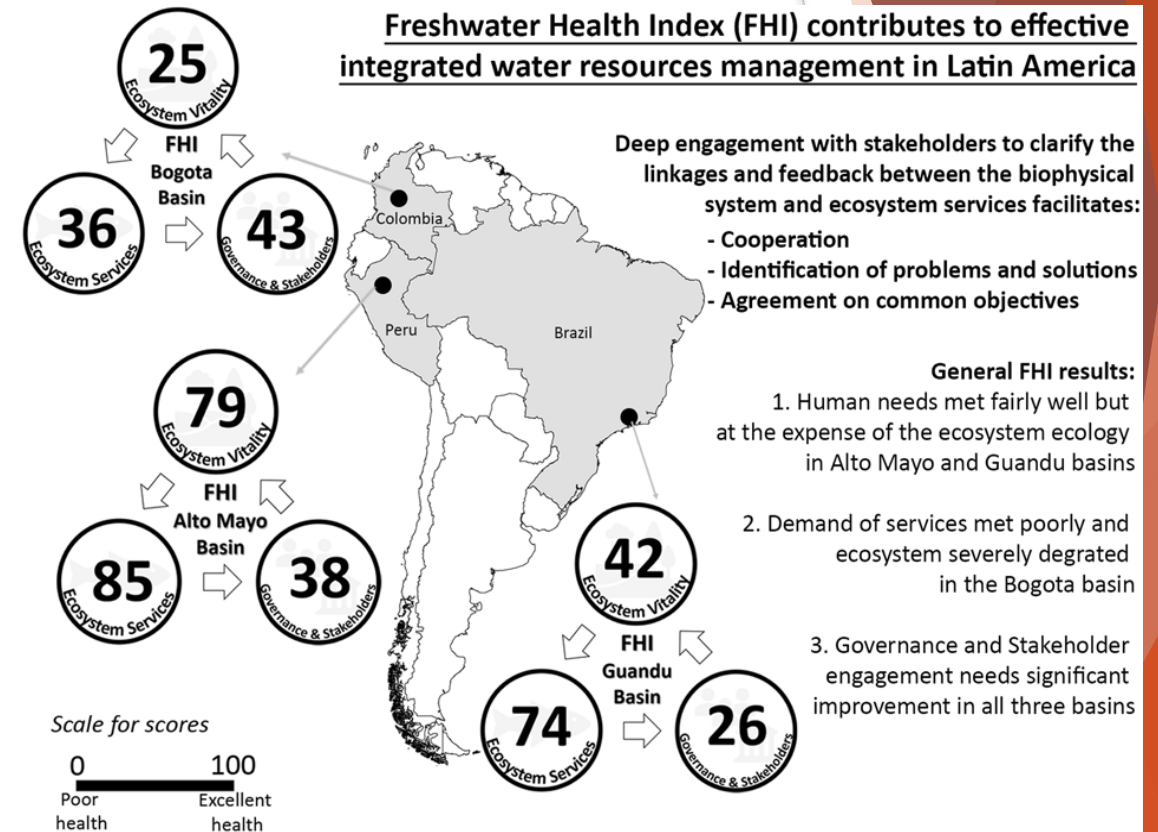 Freshwater Health Index (FHI) contributes to effective
integrated water resources management in Latin America
25
Ecosystem Vitality
FHI
Bogota
Basin
36
Ecosystem Services
43
Governance & Stakeholders
Deep engagement with stakeholders to clarify the
linkages and feedback between the biophysical
system and ecosystem services facilitates:
- Cooperation
- Identification of problems and solutions
- Agreement on common objectives
Colombia
Peru
Brazil
79
Ecosystem Vitality
FHI
Alto Mayo
Basin
85
Ecosystem Services
38
Governance & Stakeholders
General FHI results:
1. Human needs met fairly well but
at the expense of the ecosystem ecology
in Alto Mayo and Guandu basins
2. Demand of services met poorly and
ecosystem severely degrated
in the Bogota basin
3. Governance and Stakeholder
engagement needs significant
improvement in all three basins
42
Ecosystem Vitality
FHI
Guandu
Basin
74
Ecosystem Services
26
Governance & Stakeholders
Scale for scores
0 100
Poor Excellent
health health